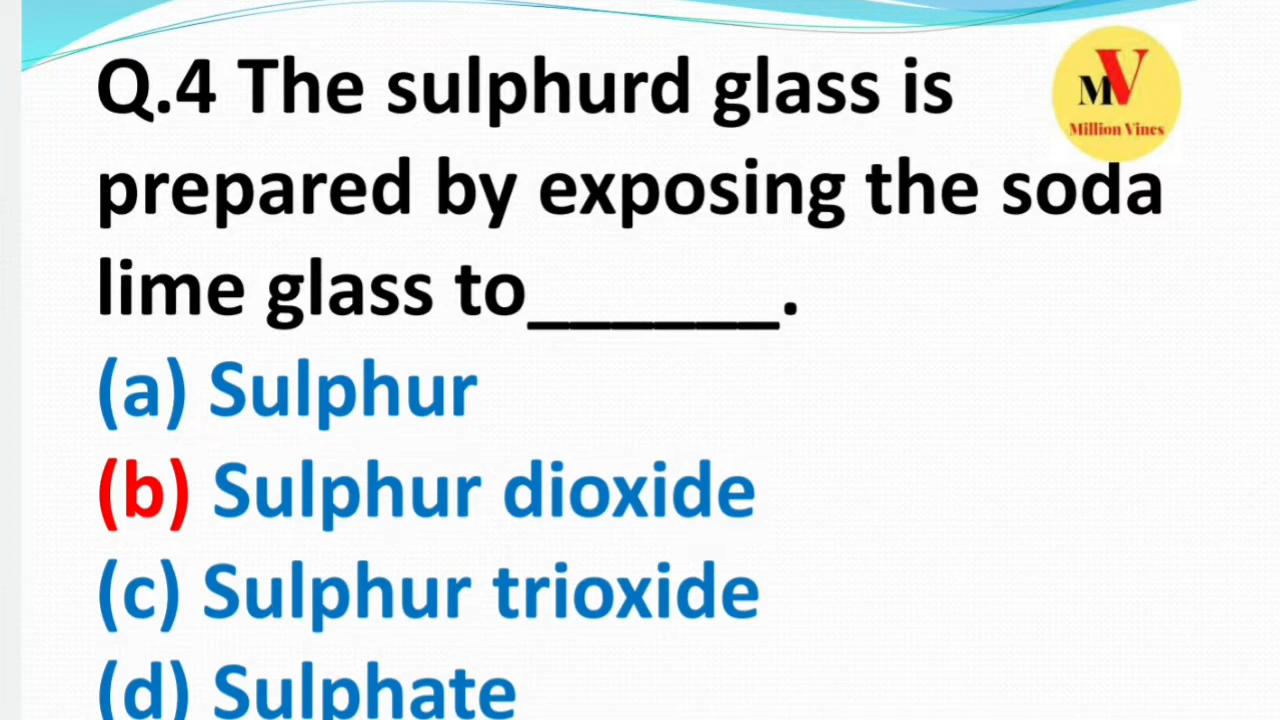 Q.4 The sulphurd glass is
MV
Million Vines
prepared by exposing the soda
lime glass to______.
(a) Sulphur
(b) Sulphur dioxide
(c) Sulphur trioxide
(d) Sulphate